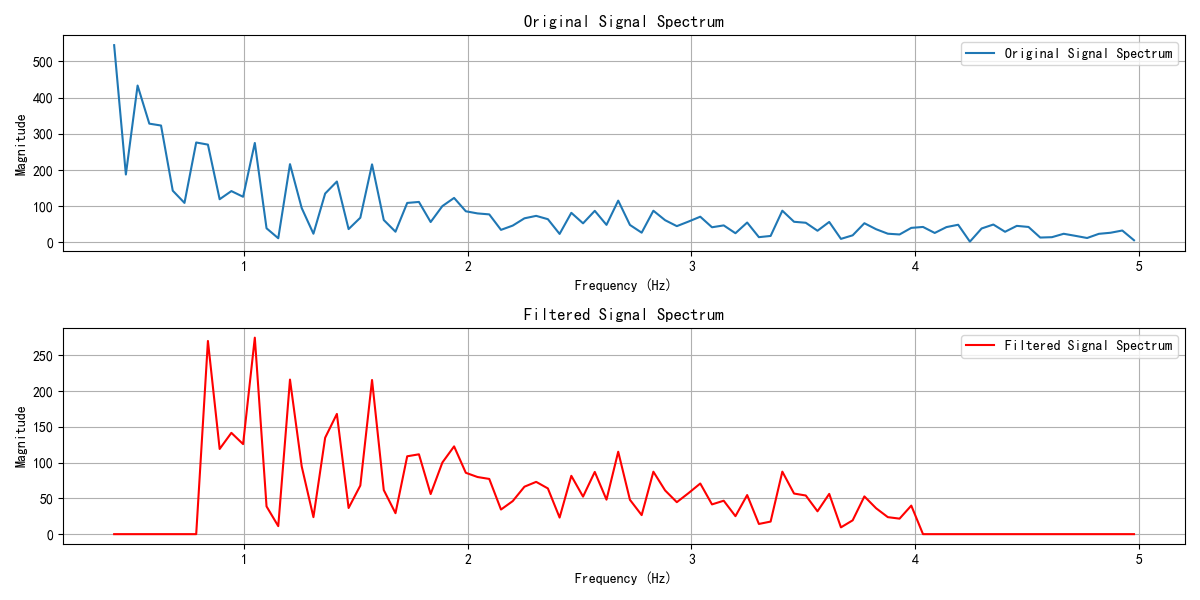 Original Signal Spectrum
Original Signal Spectrum
Magnitude
500
400
300
200
100
0
1 2 3 4 5
Frequency (Hz)
Filtered Signal Spectrum
Filtered Signal Spectrum
Magnitude
250
200
150
100
50
0
1 2 3 4 5
Frequency (Hz)